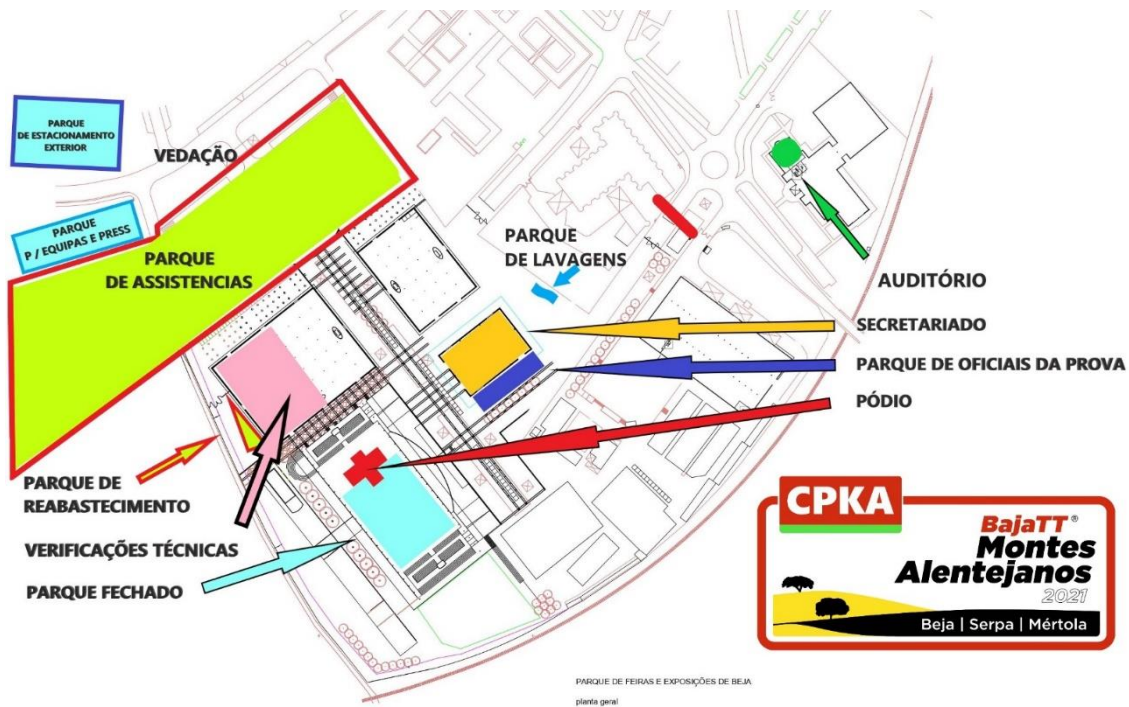 PARQUE
DE ESTACIONAMENTO
EXTERIOR
VEDAÇÃO
PARQUE
P / EQUIPAS E PRESS
PARQUE
DE ASSISTENCIAS
PARQUE
DE LAVAGENS
AUDITÓRIO
SECRETARIADO
PARQUE DE OFICIAIS DA PROVA
PÓDIO
PARQUE DE
REABASTECIMENTO
VERIFICAÇÕES TÉCNICAS
PARQUE FECHADO
CPKA
BajaTT®
Montes
Alentejanos
2021
Beja | Serpa | Mértola
PARQUE DE FEIRAS E EXPOSIÇÕES DE BEJA
planta geral